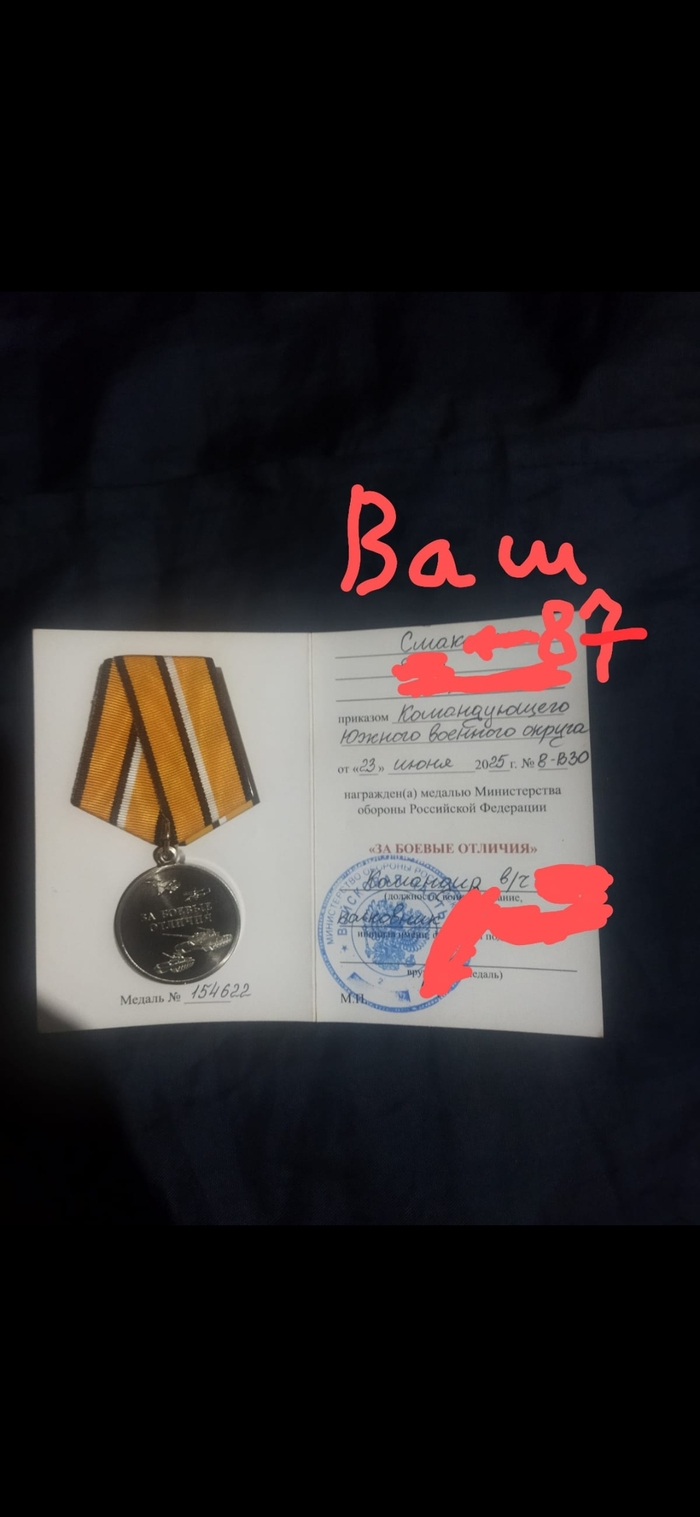 Ваш
87
Смак
приказом Командующего
Южного военного округа
от «23» июня 2025 г. № 8-В30
награжден(а) медалью Министерства
обороны Российской Федерации
«ЗА БОЕВЫЕ ОТЛИЧИЯ»
Командир в/ч
полковник
М.П.
ЗА БОЕВЫЕ
ОТЛИЧИЯ
Медаль № 154622